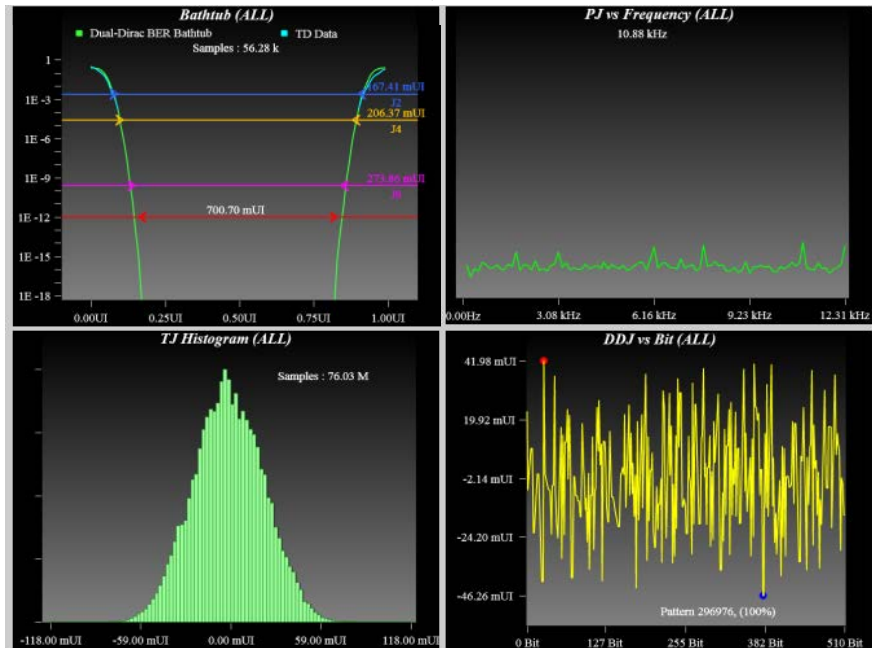 Bathtub (ALL)
Dual-Dirac BER Bathtub
TD Data
Samples : 56.28 k
1
1E-3
1E-6
1E-9
1E -12
1E-15
1E-18
167.41 mUI
J2
206.37 mUI
J4
273.86 mUI
J9
700.70 mUI
0.00UI
0.25UI
0.50UI
0.75UI
1.00UI
PJ vs Frequency (ALL)
10.88 kHz
0.00Hz
3.08 kHz
6.16 kHz
9.23 kHz
12.31 kHz
TJ Histogram (ALL)
Samples : 76.03 M
-118.00 mUI
-59.00 mUI
0.00 mUI
59.00 mUI
118.00 mUI
DDJ vs Bit (ALL)
41.98 mUI
19.92 mUI
-2.14 mUI
-24.20 mUI
-46.26 mUI
Pattern 296976, (100%)
0 Bit
127 Bit
255 Bit
382 Bit
510 Bit